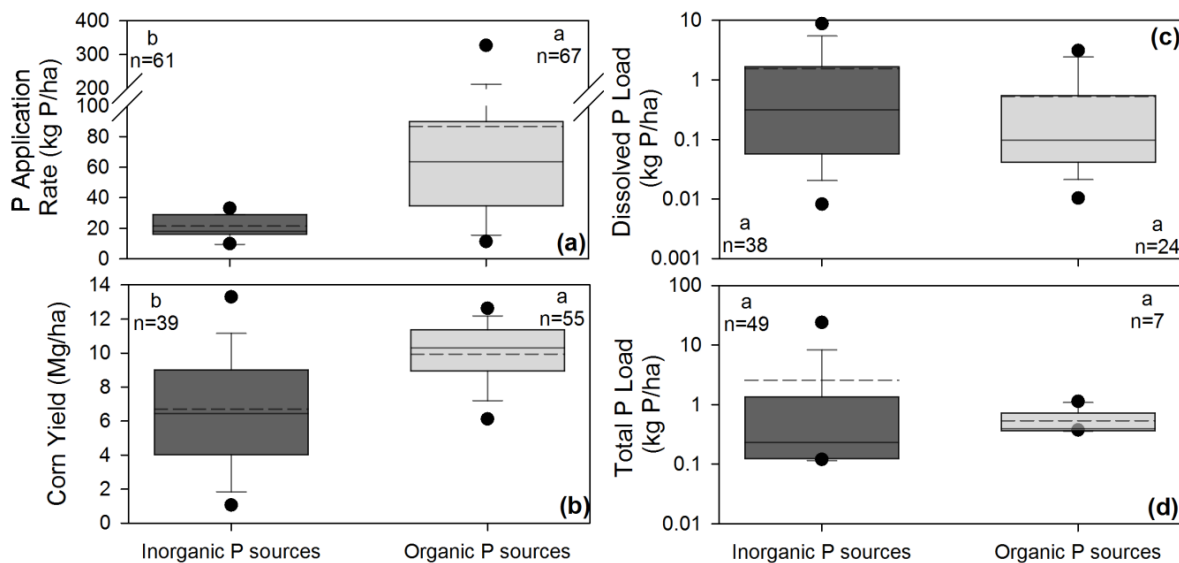 P Application
Rate (kg P/ha)
400
300
200
100
80
60
40
20
0
b
n=61
a
n=67
(a)
Dissolved P Load
(kg P/ha)
10
1
0.1
0.01
0.001
(c)
a
n=38
a
n=24
Corn Yield (Mg/ha)
14
12
10
8
6
4
2
0
b
n=39
a
n=55
(b)
Inorganic P sources
Organic P sources
Total P Load
(kg P/ha)
100
10
1
0.1
0.01
a
n=49
a
n=7
(d)
Inorganic P sources
Organic P sources